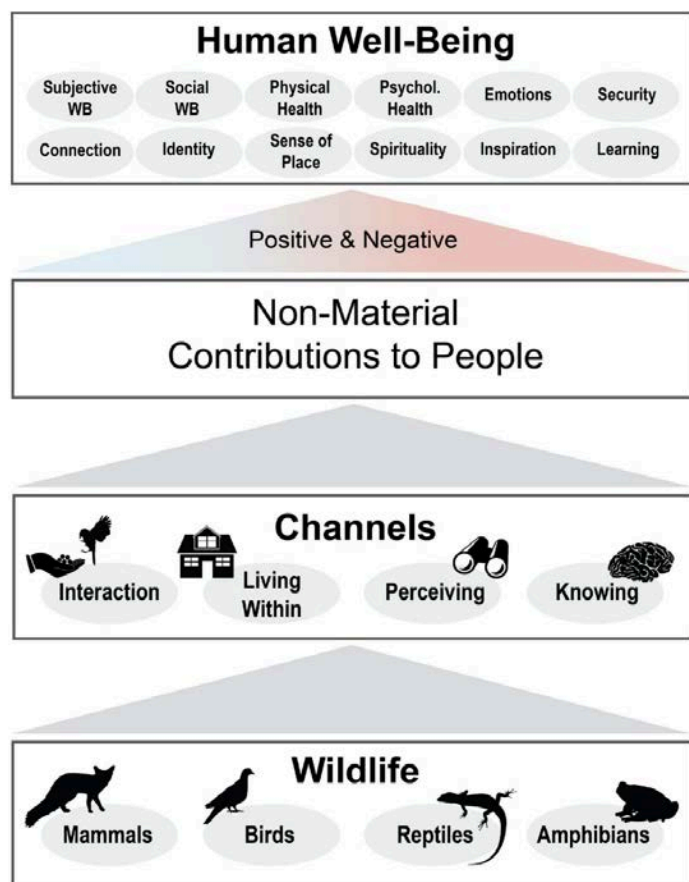 Human Well-Being
Subjective
WB
Social
WB
Physical
Health
Psychol.
Health
Emotions
Security
Connection
Identity
Sense of
Place
Spirituality
Inspiration
Learning
Positive & Negative
Non-Material
Contributions to People
Channels
Interaction
Living
Within
Perceiving
Knowing
Wildlife
Mammals
Birds
Reptiles
Amphibians